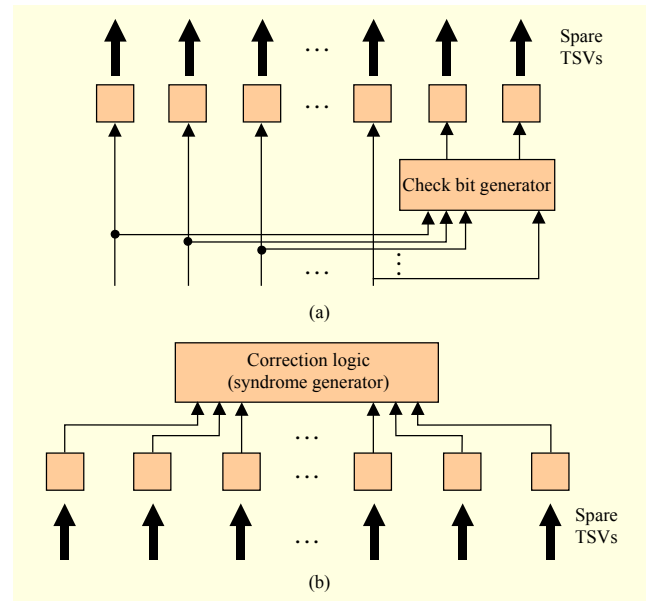 Spare
TSVs
...
...
Check bit generator
...
...
(a)
Correction logic
(syndrome generator)
...
...
Spare
TSVs
...
(b)